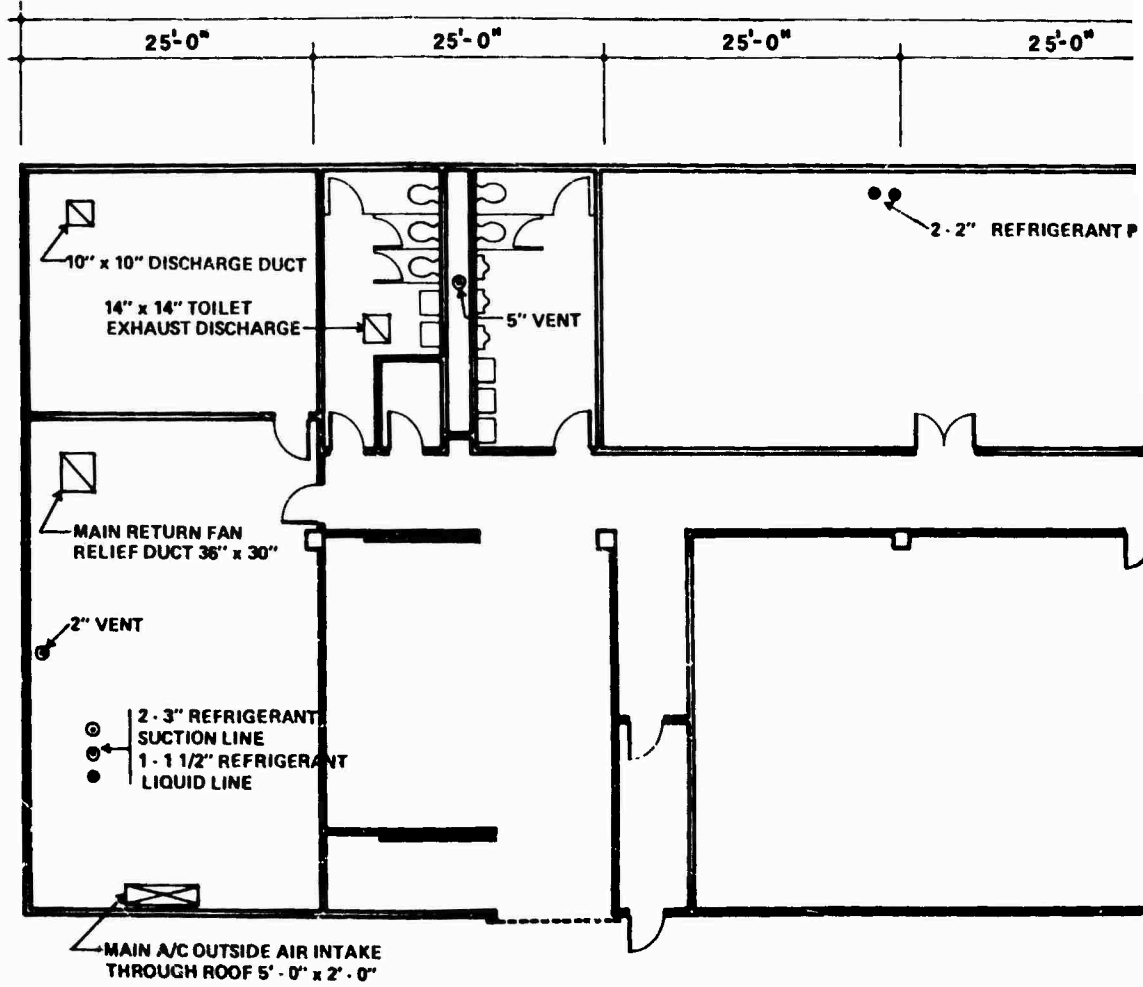 25'-0" 25'-0" 25'-0" 25'-0"
2 - 2" REFRIGERANT P
10" x 10" DISCHARGE DUCT
14" x 14" TOILET
EXHAUST DISCHARGE
5" VENT
MAIN RETURN FAN
RELIEF DUCT 36" x 30"
2" VENT
2 - 3" REFRIGERANT
SUCTION LINE
1 - 1 1/2" REFRIGERANT
LIQUID LINE
MAIN A/C OUTSIDE AIR INTAKE
THROUGH ROOF 5' - 0" x 2' - 0"